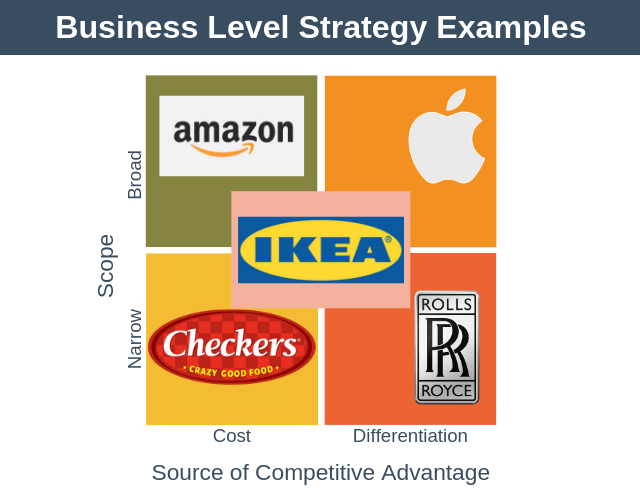 Business Level Strategy Examples
amazon
Broad
Scope
IKEA®
Narrow
Checkers®
• CRAZY GOOD FOOD •
ROLLS
RR
ROYCE
Cost
Differentiation
Source of Competitive Advantage